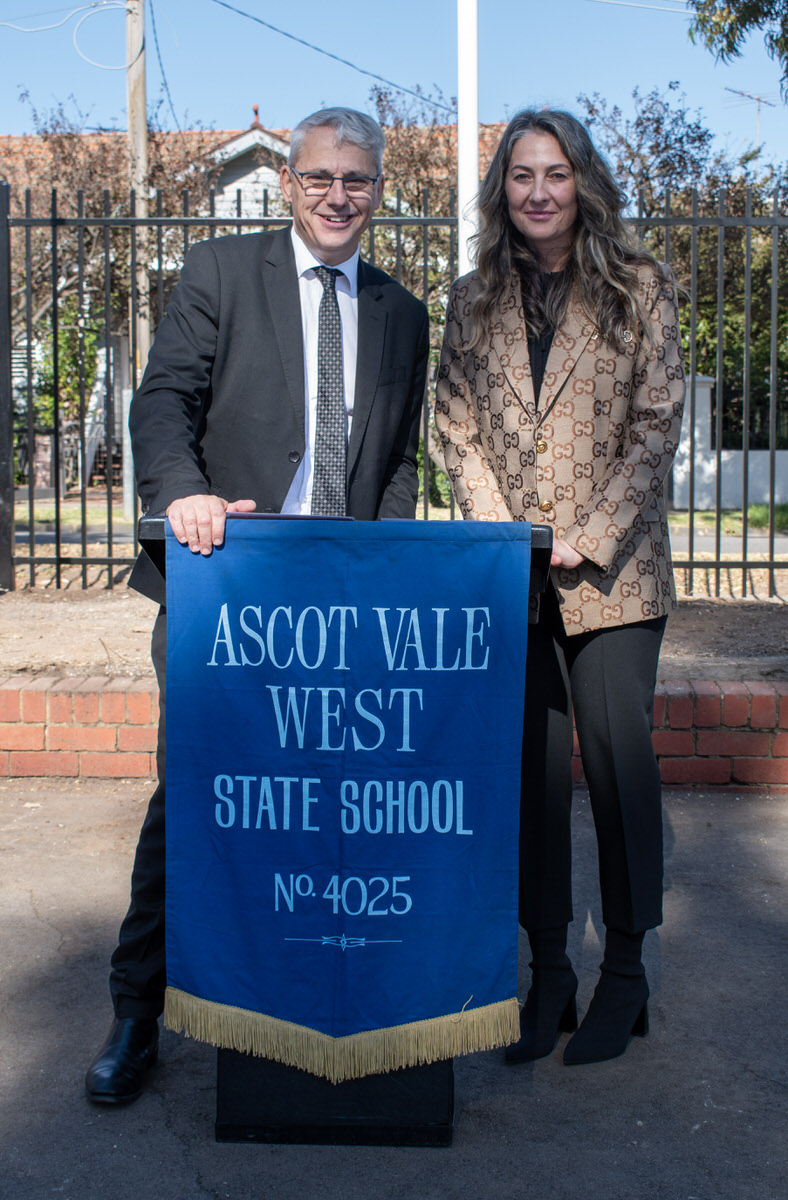 ASCOT VALE
WEST
STATE SCHOOL
No. 4025